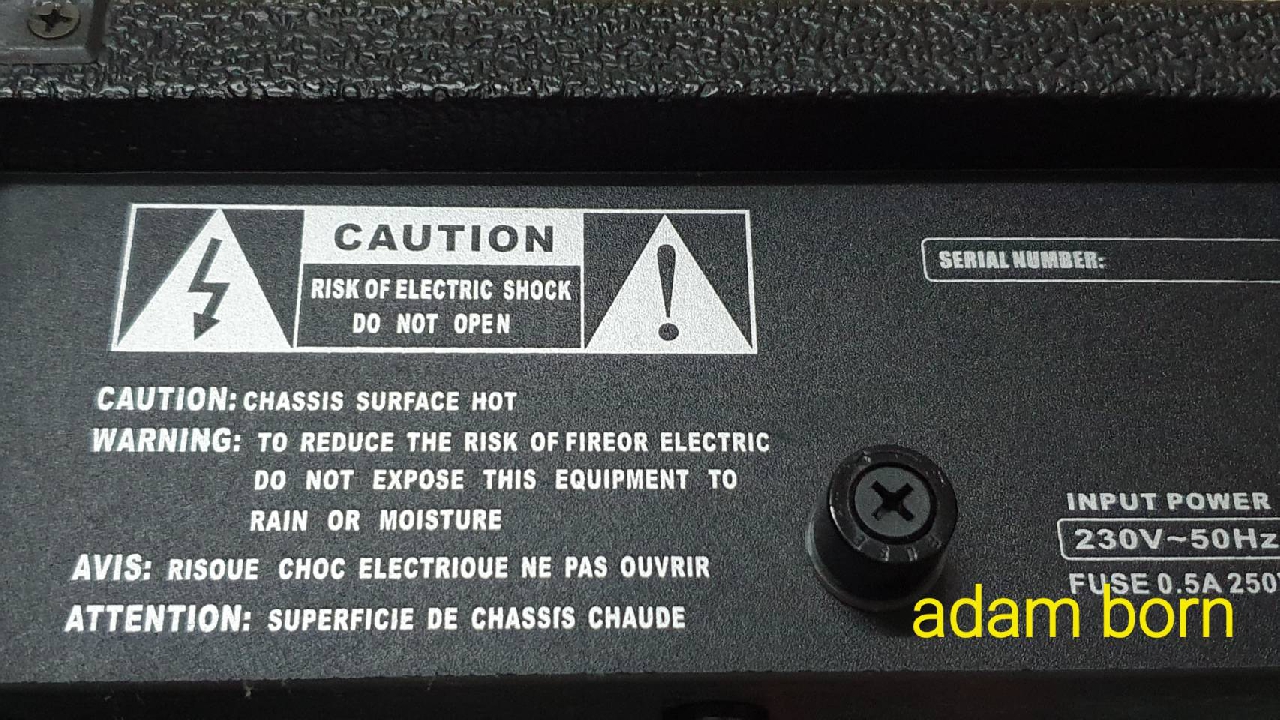 CAUTION
RISK OF ELECTRIC SHOCK
DO NOT OPEN
SERIAL NUMBER:
CAUTION: CHASSIS SURFACE HOT
WARNING: TO REDUCE THE RISK OF FIREOR ELECTRIC
DO NOT EXPOSE THIS EQUIPMENT TO
RAIN OR MOISTURE
AVIS: RISOUE CHOC ELECTRIOUE NE PAS OUVRIR
ATTENTION: SUPERFICIE DE CHASSIS CHAUDE
INPUT POWER
230V~50Hz
FUSE 0.5A 250V
adam born